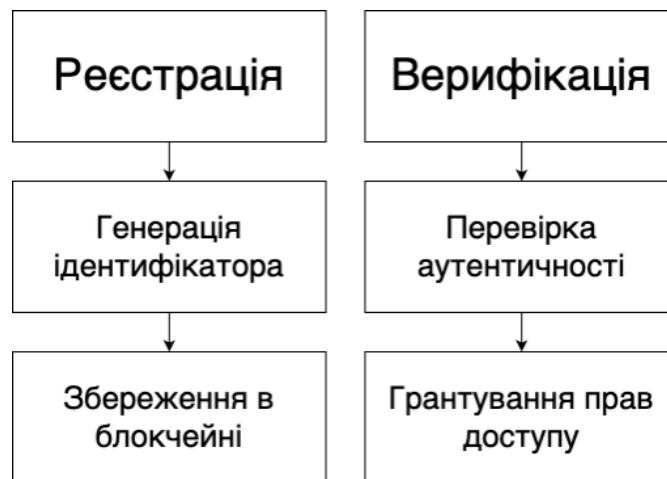 Реєстрація
Генерація
ідентифікатора
Збереження в
блокчейні
Верифікація
Перевірка
аутентичності
Грантування прав
доступу